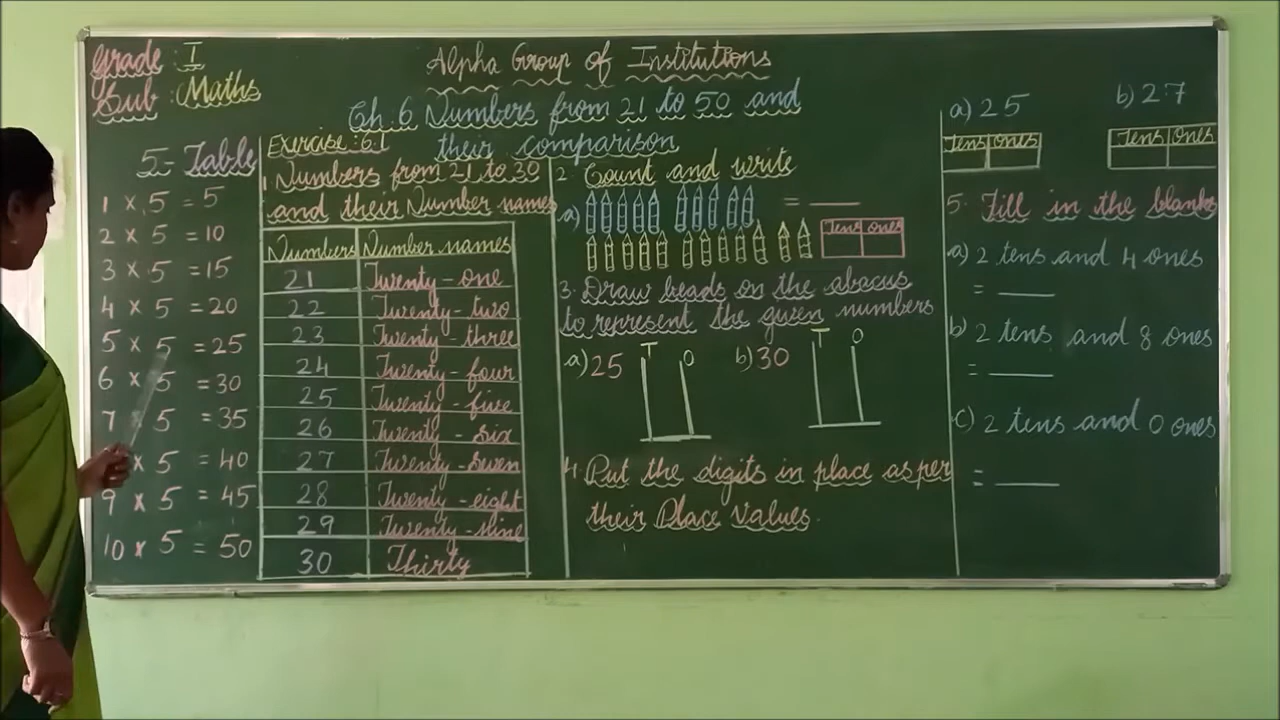 Grade : I
Sub : Maths
Alpha Group of Institutions
Ch. 6 Numbers from 21 to 50 and
their comparison
5 - Table
1 × 5 = 5
2 × 5 = 10
3 × 5 = 15
4 × 5 = 20
5 × 5 = 25
6 × 5 = 30
7 × 5 = 35
× 5 = 40
9 × 5 = 45
10 × 5 = 50
Exercise : 6.1
1. Numbers from 21 to 30
and their Number names
Numbers Number names
21 Twenty - one
22 Twenty - two
23 Twenty - three
24 Twenty - four
25 Twenty - five
26 Twenty - six
27 Twenty - seven
28 Twenty - eight
29 Twenty - nine
30 Thirty
2. Count and write
a) = ____
Tens Ones
3. Draw beads on the abacus
to represent the given numbers
a) 25 T O b) 30 T O
4. Put the digits in place as per
their Place Values.
a) 25 b) 27
Tens Ones Tens Ones
5. Fill in the blanks
a) 2 tens and 4 ones
= ____
b) 2 tens and 8 ones
= ____
c) 2 tens and 0 ones
= ____